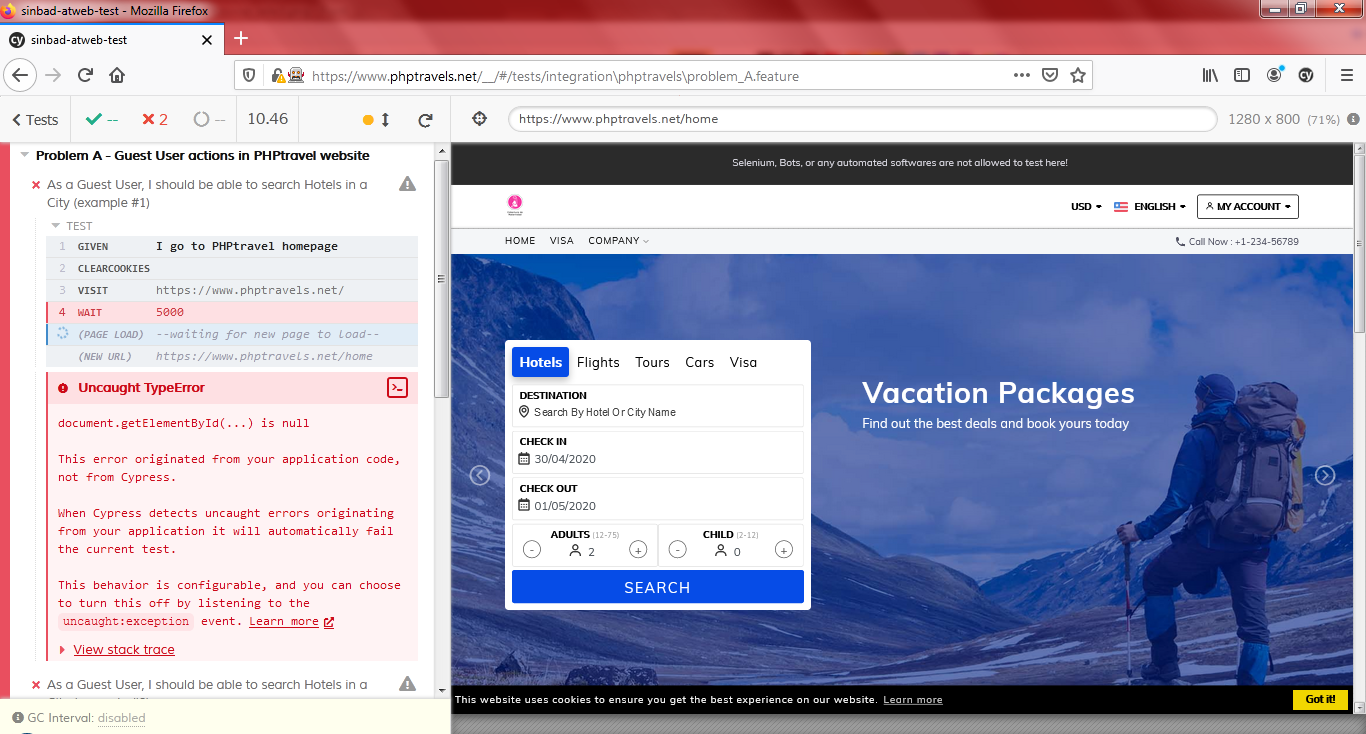 sinbad-atweb-test - Mozilla Firefox
sinbad-atweb-test
https://www.phptravels.net/__/#/tests/integration\phptravels\problem_A.feature
Tests -- 2 -- 10.46
https://www.phptravels.net/home 1280 x 800 (71%)
Problem A - Guest User actions in PHPtravel website
As a Guest User, I should be able to search Hotels in a
City (example #1)
TEST
1 GIVEN I go to PHPtravel homepage
2 CLEARCOOKIES
3 VISIT https://www.phptravels.net/
4 WAIT 5000
(PAGE LOAD) --waiting for new page to load--
(NEW URL) https://www.phptravels.net/home
Uncaught TypeError
document.getElementById(...) is null
This error originated from your application code,
not from Cypress.
When Cypress detects uncaught errors originating
from your application it will automatically fail
the current test.
This behavior is configurable, and you can choose
to turn this off by listening to the
uncaught:exception event. Learn more
View stack trace
As a Guest User, I should be able to search Hotels in a
GC Interval: disabled
Selenium, Bots, or any automated softwares are not allowed to test here!
USD ENGLISH MY ACCOUNT
HOME VISA COMPANY Call Now : +1-234-56789
Hotels Flights Tours Cars Visa
DESTINATION
Search By Hotel Or City Name
CHECK IN
30/04/2020
CHECK OUT
01/05/2020
ADULTS (12-75) CHILD (2-12)
- 2 + - 0 +
SEARCH
Vacation Packages
Find out the best deals and book yours today
This website uses cookies to ensure you get the best experience on our website. Learn more Got it!